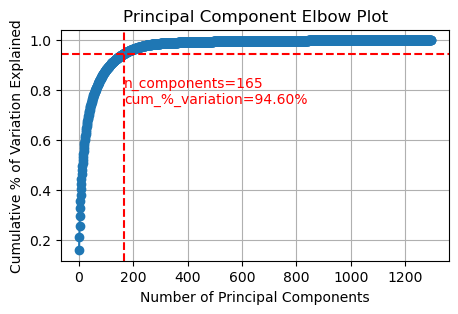 Principal Component Elbow Plot
Cumulative % of Variation Explained
1.0
0.8
0.6
0.4
0.2
n_components=165
cum_%_variation=94.60%
0
200
400
600
800
1000
1200
Number of Principal Components